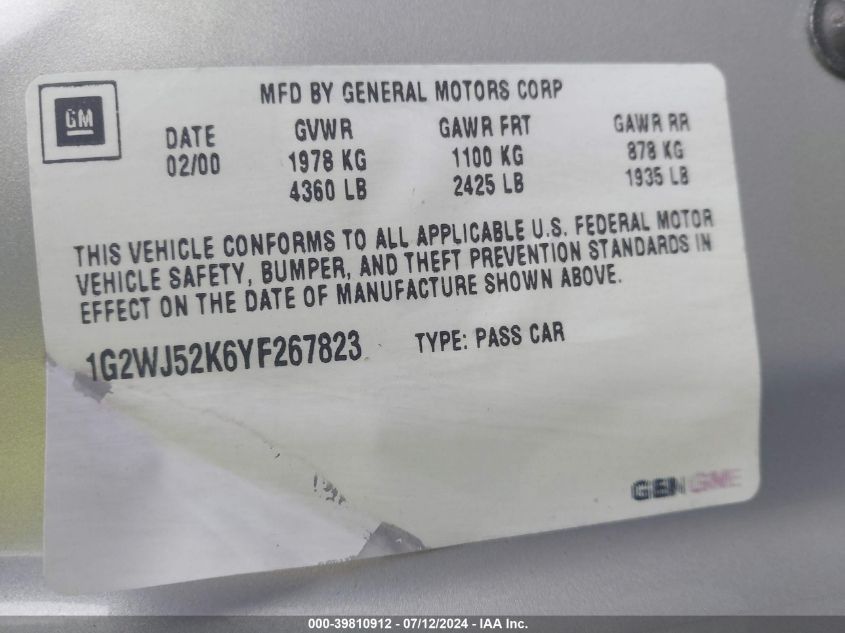 MFD BY GENERAL MOTORS CORP
GM
DATE GVWR GAWR FRT GAWR RR
02/00 1978 KG 1100 KG 878 KG
4360 LB 2425 LB 1935 LB
THIS VEHICLE CONFORMS TO ALL APPLICABLE U.S. FEDERAL MOTOR
VEHICLE SAFETY, BUMPER, AND THEFT PREVENTION STANDARDS IN
EFFECT ON THE DATE OF MANUFACTURE SHOWN ABOVE.
1G2WJ52K6YF267823 TYPE: PASS CAR
000-39810912 - 07/12/2024 - IAA Inc.